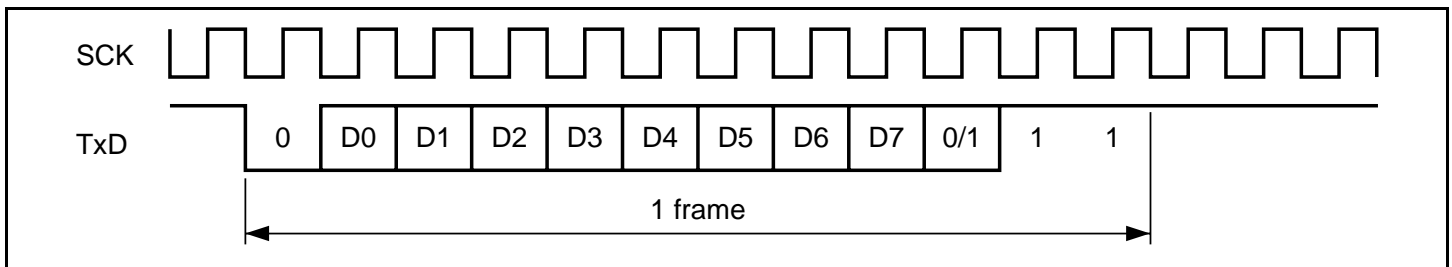 SCK
TxD 0 D0 D1 D2 D3 D4 D5 D6 D7 0/1 1 1
1 frame